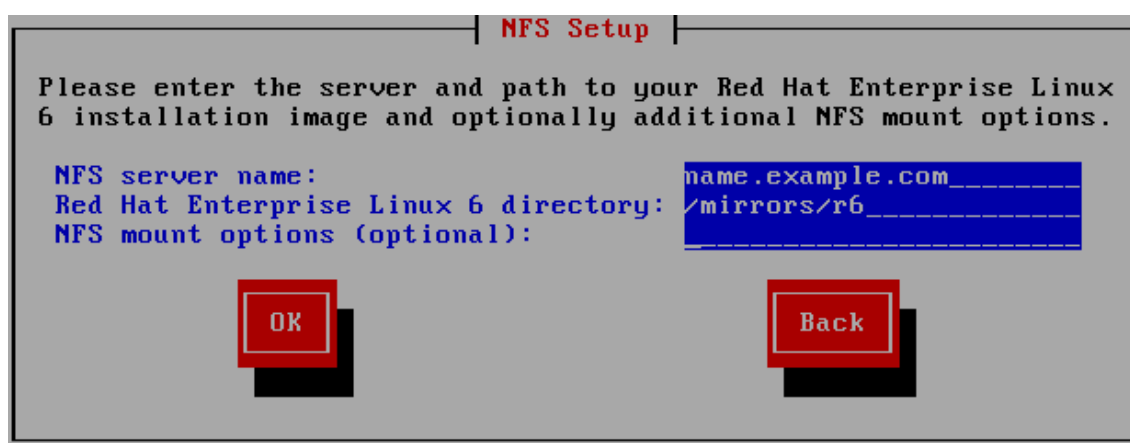 NFS Setup
Please enter the server and path to your Red Hat Enterprise Linux
6 installation image and optionally additional NFS mount options.
NFS server name: name.example.com________
Red Hat Enterprise Linux 6 directory: /mirrors/r6_____________
NFS mount options (optional): ________________________
OK Back